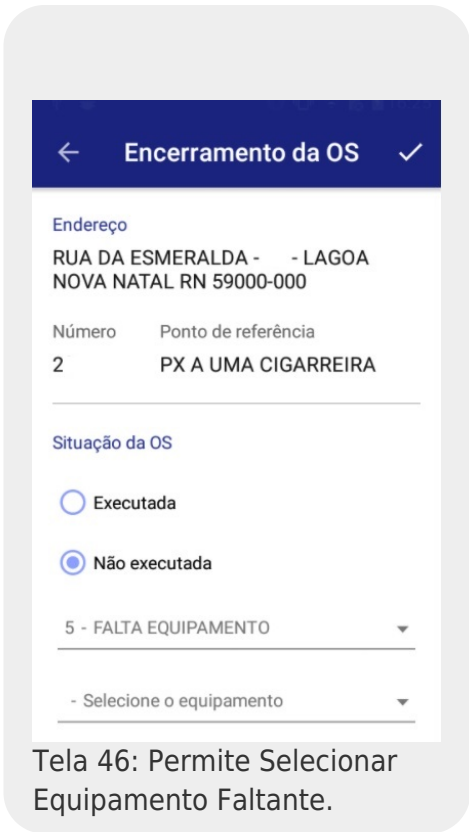 Encerramento da OS
Endereço
RUA DA ESMERALDA - - LAGOA
NOVA NATAL RN 59000-000
Número Ponto de referência
2 PX A UMA CIGARREIRA
Situação da OS
Executada
Não executada
5 - FALTA EQUIPAMENTO
- Selecione o equipamento
Tela 46: Permite Selecionar
Equipamento Faltante.